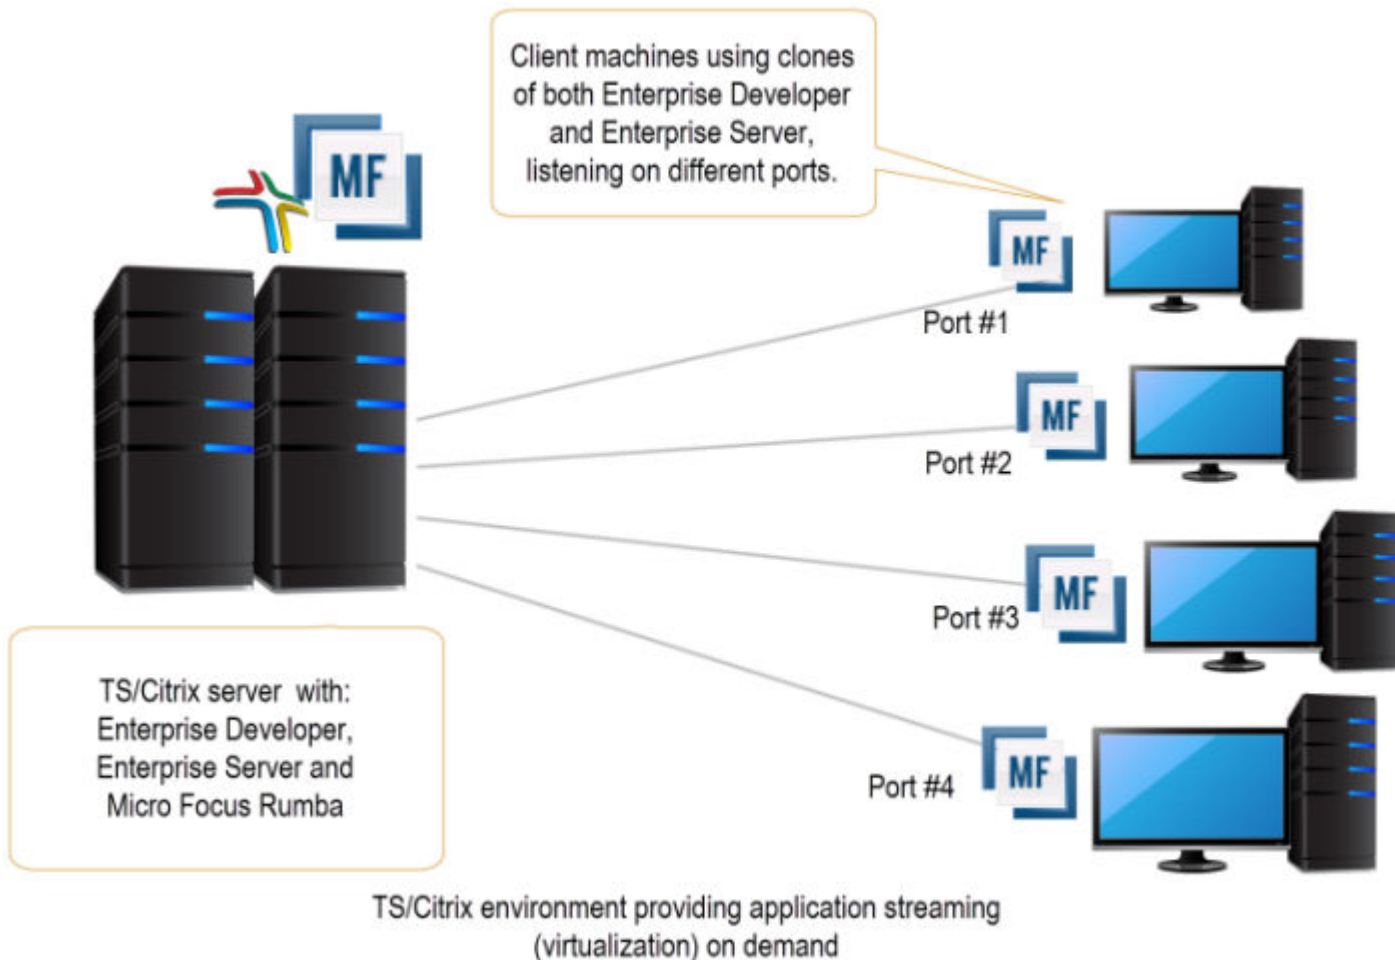 Client machines using clones
of both Enterprise Developer
and Enterprise Server,
listening on different ports.
MF
MF
Port #1
MF
Port #2
MF
Port #3
MF
Port #4
TS/Citrix server with:
Enterprise Developer,
Enterprise Server and
Micro Focus Rumba
TS/Citrix environment providing application streaming
(virtualization) on demand